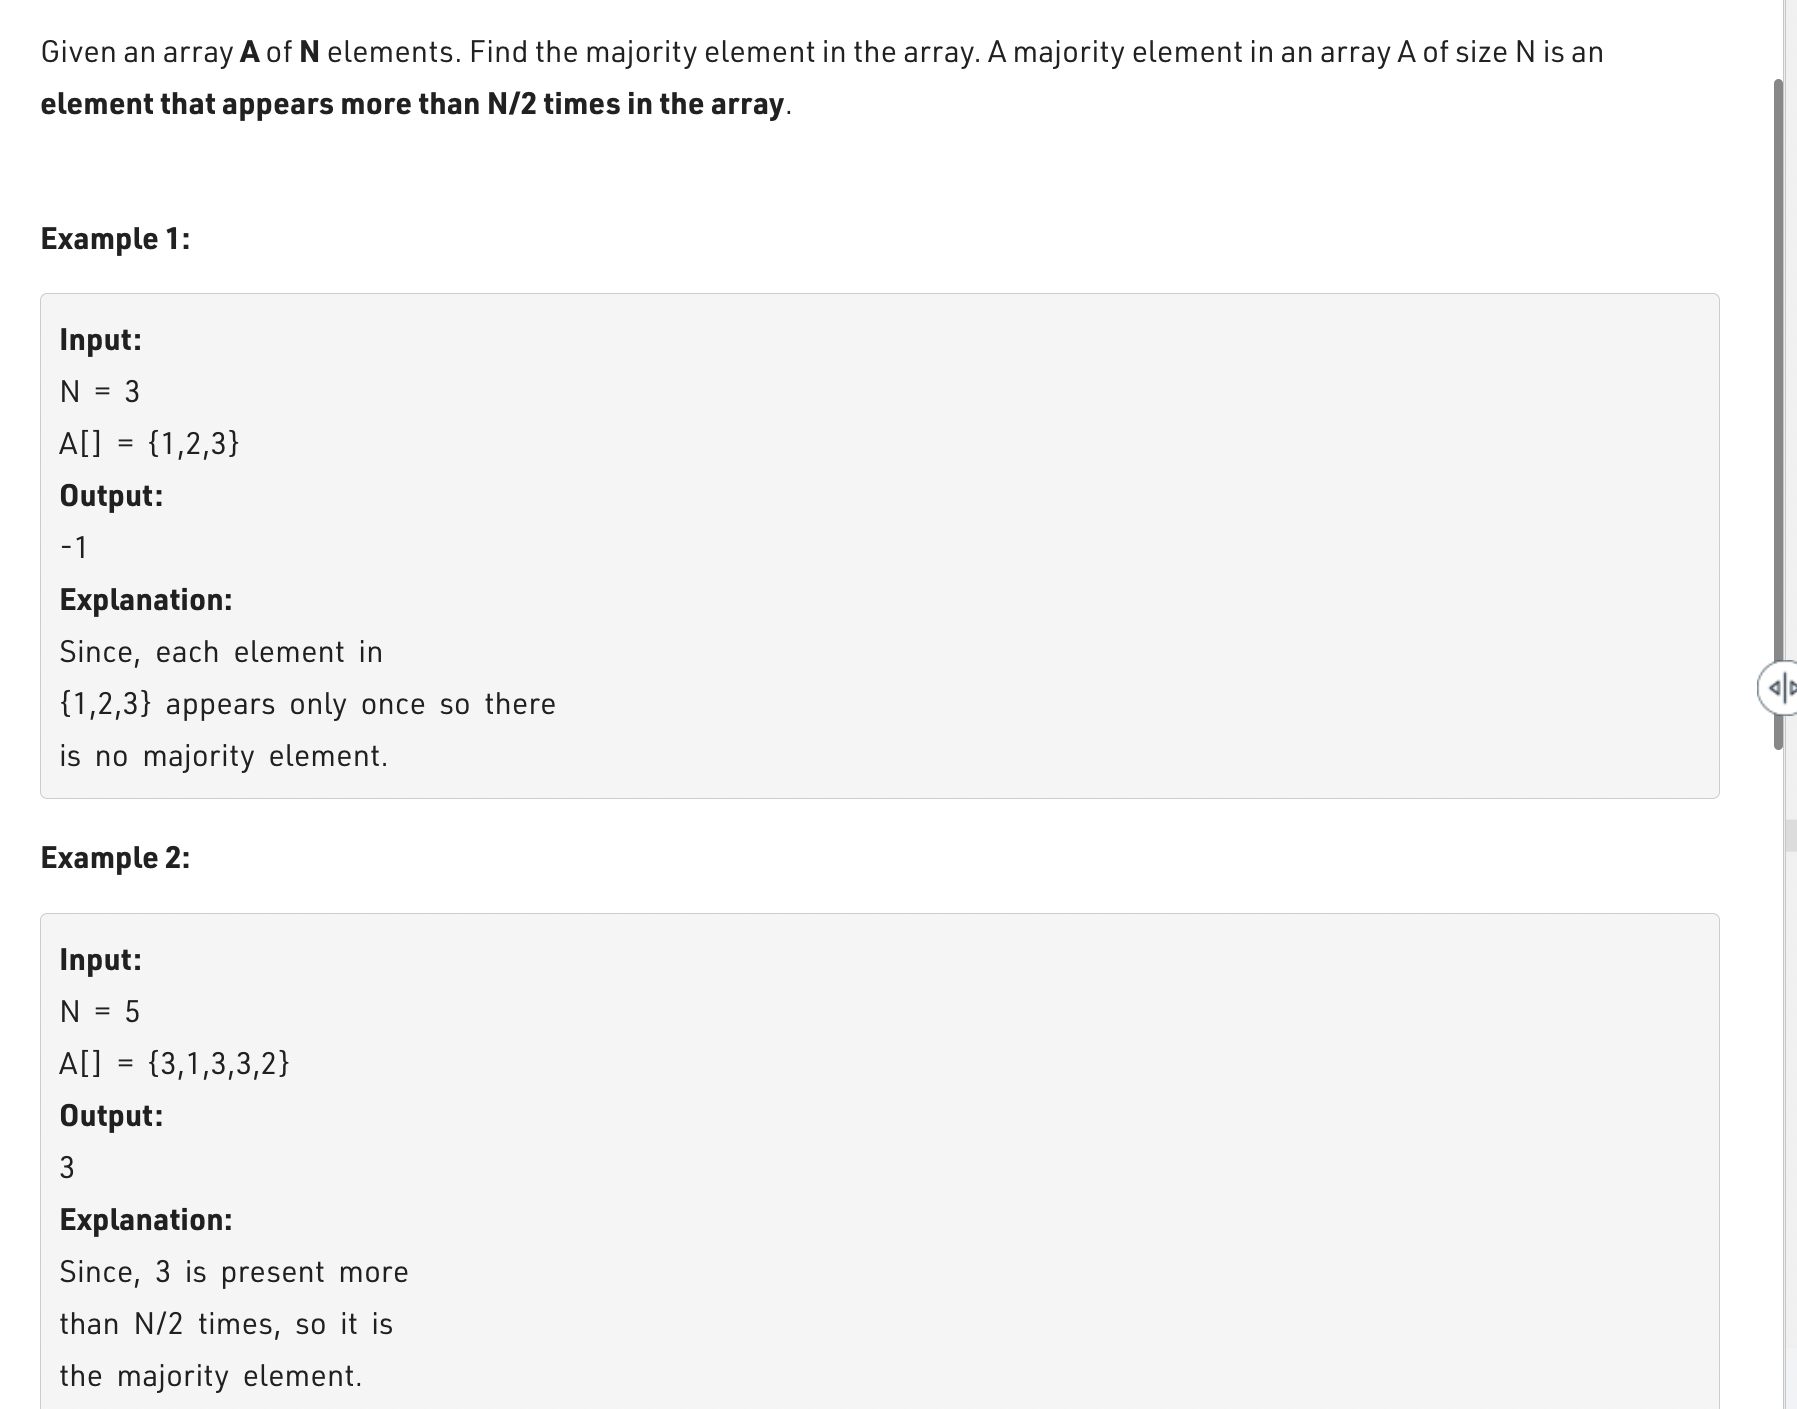 Given an array A of N elements. Find the majority element in the array. A majority element in an array A of size N is an
element that appears more than N/2 times in the array.
Example 1:
Input:
N = 3
A[] = {1,2,3}
Output:
-1
Explanation:
Since, each element in
{1,2,3} appears only once so there
is no majority element.
Example 2:
Input:
N = 5
A[] = {3,1,3,3,2}
Output:
3
Explanation:
Since, 3 is present more
than N/2 times, so it is
the majority element.